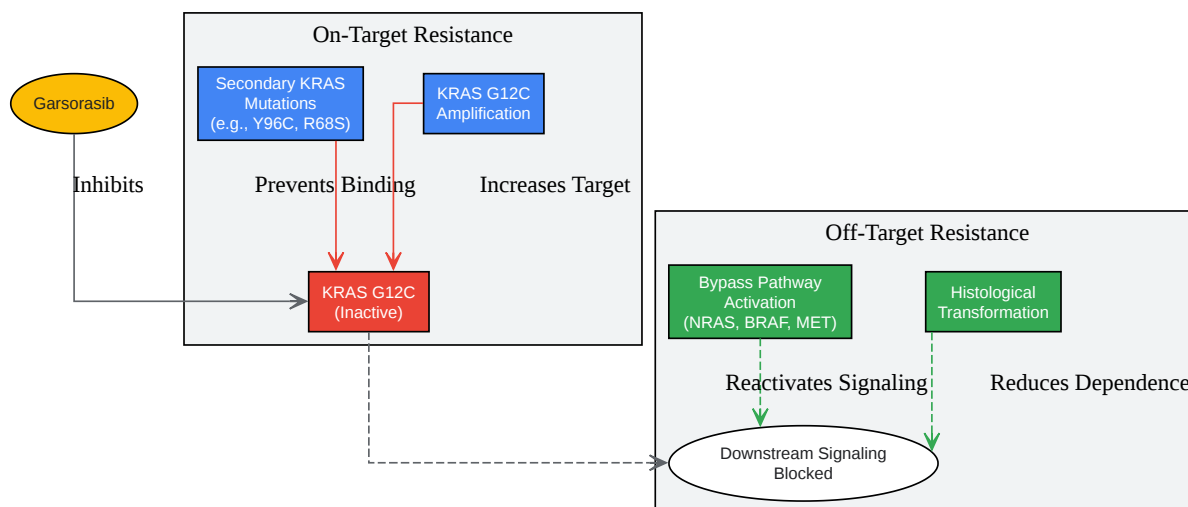 On-Target Resistance
Garsorasib
Secondary KRAS
Mutations
(e.g., Y96C, R68S)
KRAS G12C
Amplification
Inhibits
Prevents Binding
Increases Target
KRAS G12C
(Inactive)
Off-Target Resistance
Bypass Pathway
Activation
(NRAS, BRAF, MET)
Histological
Transformation
Reactivates Signaling
Reduces Dependence
Downstream Signaling
Blocked